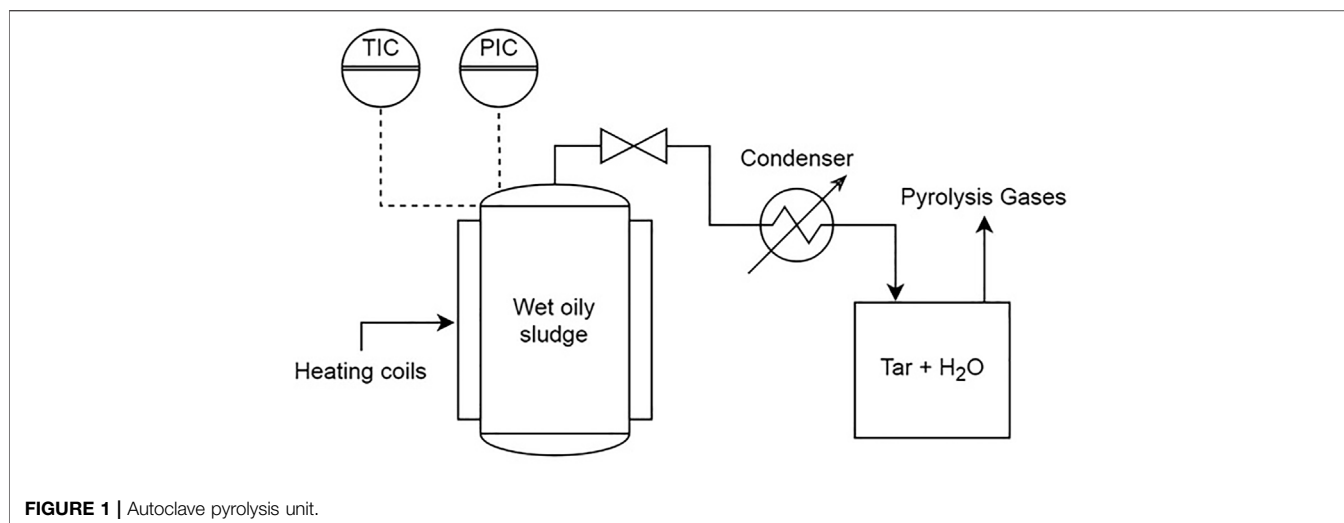 TIC
PIC
Condenser
Pyrolysis Gases
Wet oily
sludge
Heating coils
Tar + H₂O
FIGURE 1 | Autoclave pyrolysis unit.